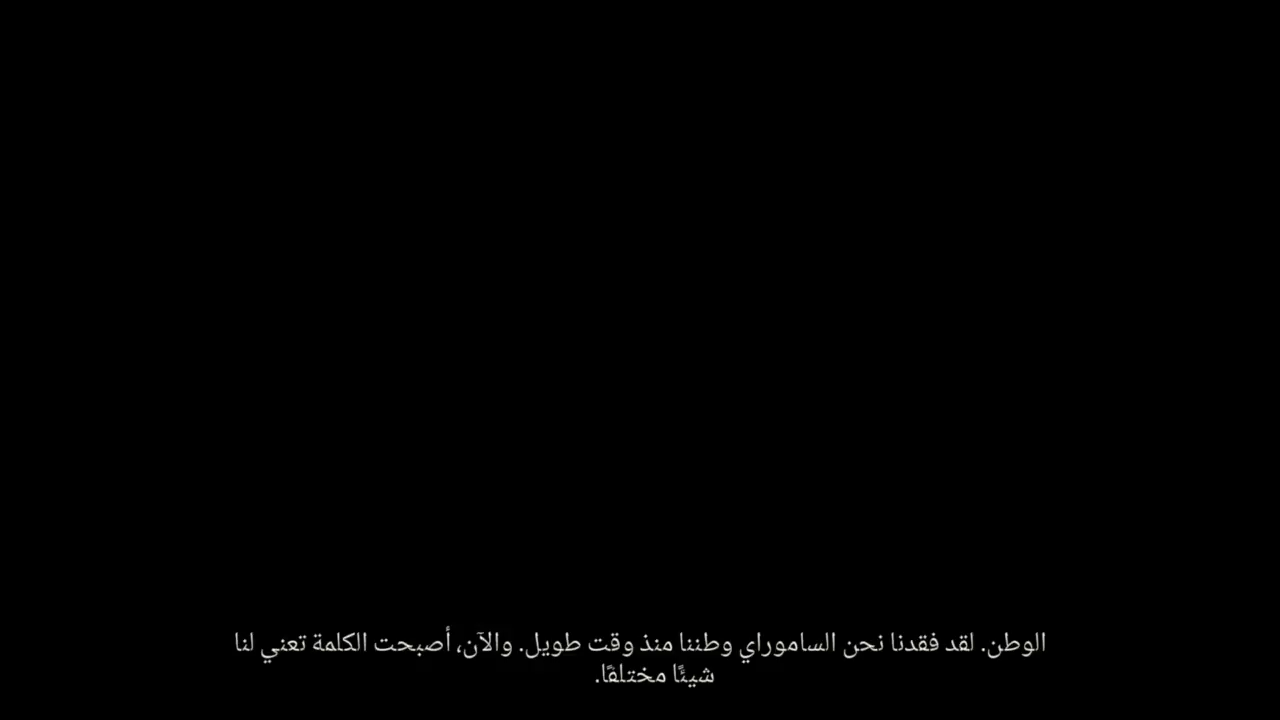 الوطن. لقد فقدنا نحن الساموراي وطننا منذ وقت طويل. والآن، أصبحت الكلمة تعني لنا
شيئًا مختلفًا.